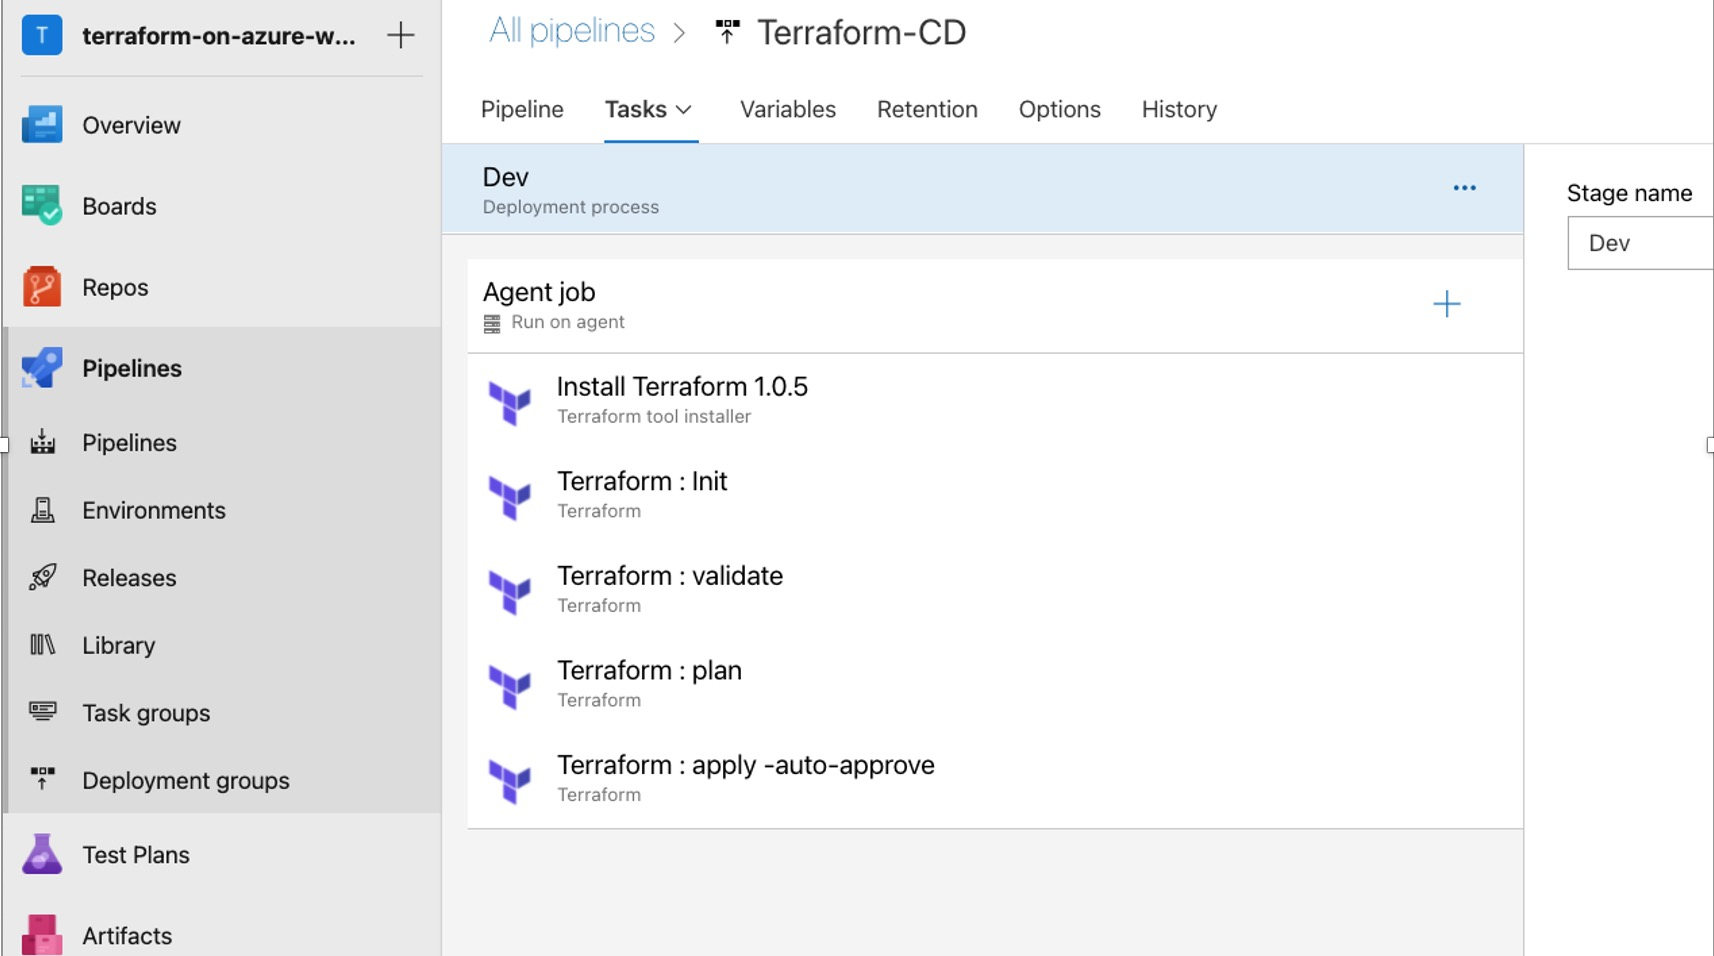 T
terraform-on-azure-w...
Overview
Boards
Repos
Pipelines
Pipelines
Environments
Releases
Library
Task groups
Deployment groups
Test Plans
Artifacts
All pipelines > Terraform-CD
Pipeline Tasks Variables Retention Options History
Dev
Deployment process
Agent job
Run on agent
Install Terraform 1.0.5
Terraform tool installer
Terraform : Init
Terraform
Terraform : validate
Terraform
Terraform : plan
Terraform
Terraform : apply -auto-approve
Terraform
Stage name
Dev